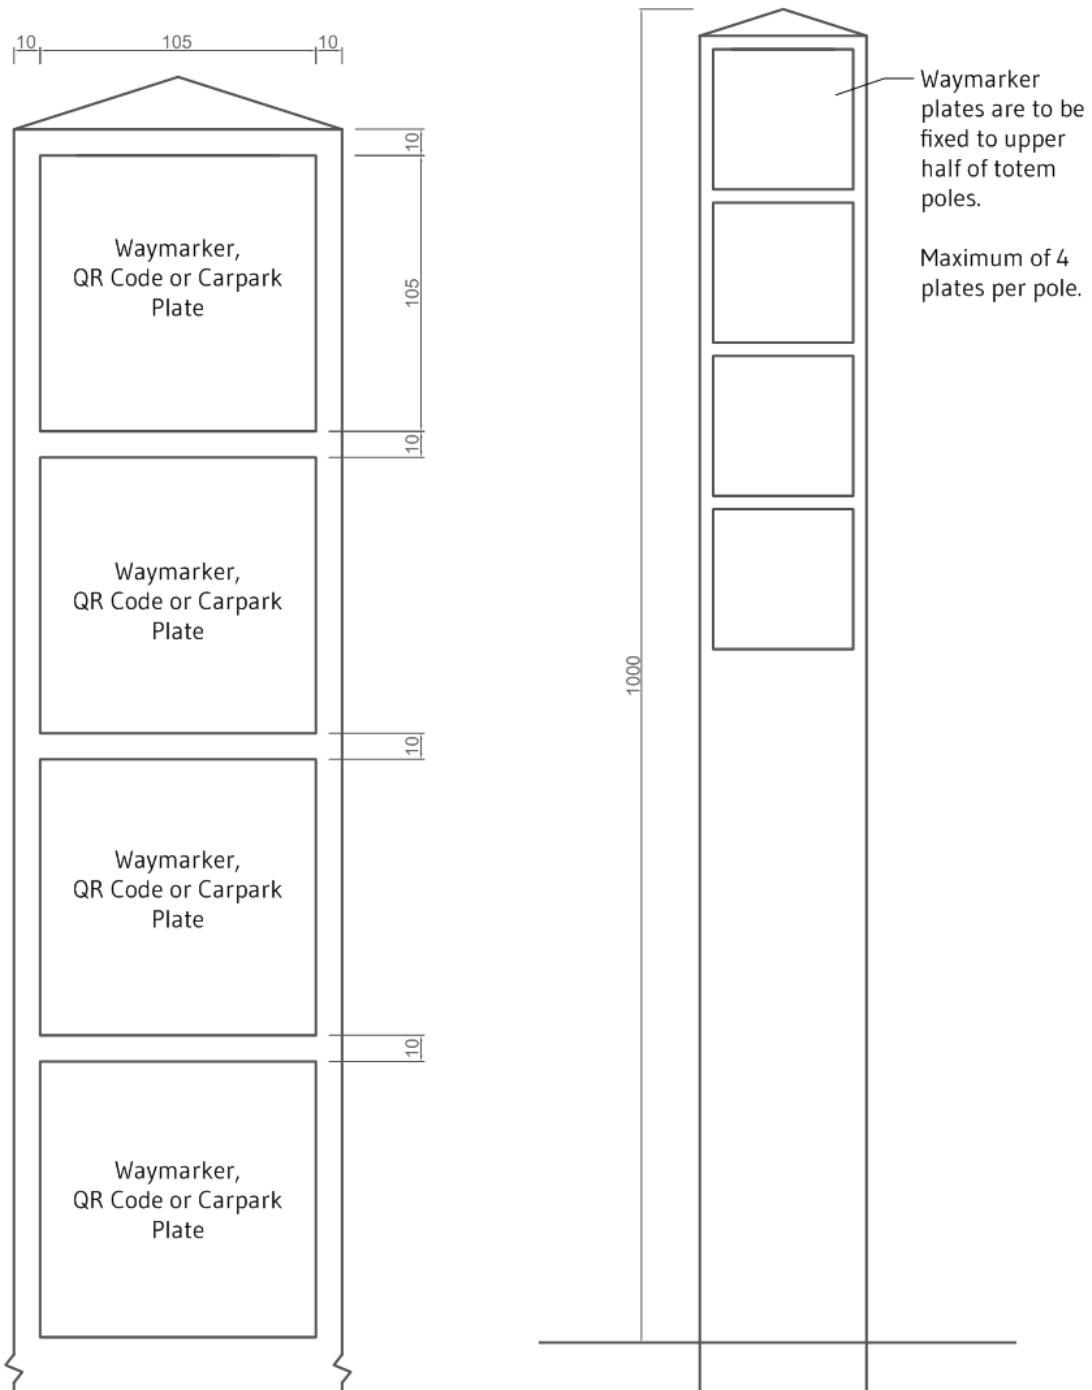 10
105
10
10
105
10
10
10
Waymarker,
QR Code or Carpark
Plate
Waymarker,
QR Code or Carpark
Plate
Waymarker,
QR Code or Carpark
Plate
Waymarker,
QR Code or Carpark
Plate
1000
Waymarker
plates are to be
fixed to upper
half of totem
poles.
Maximum of 4
plates per pole.